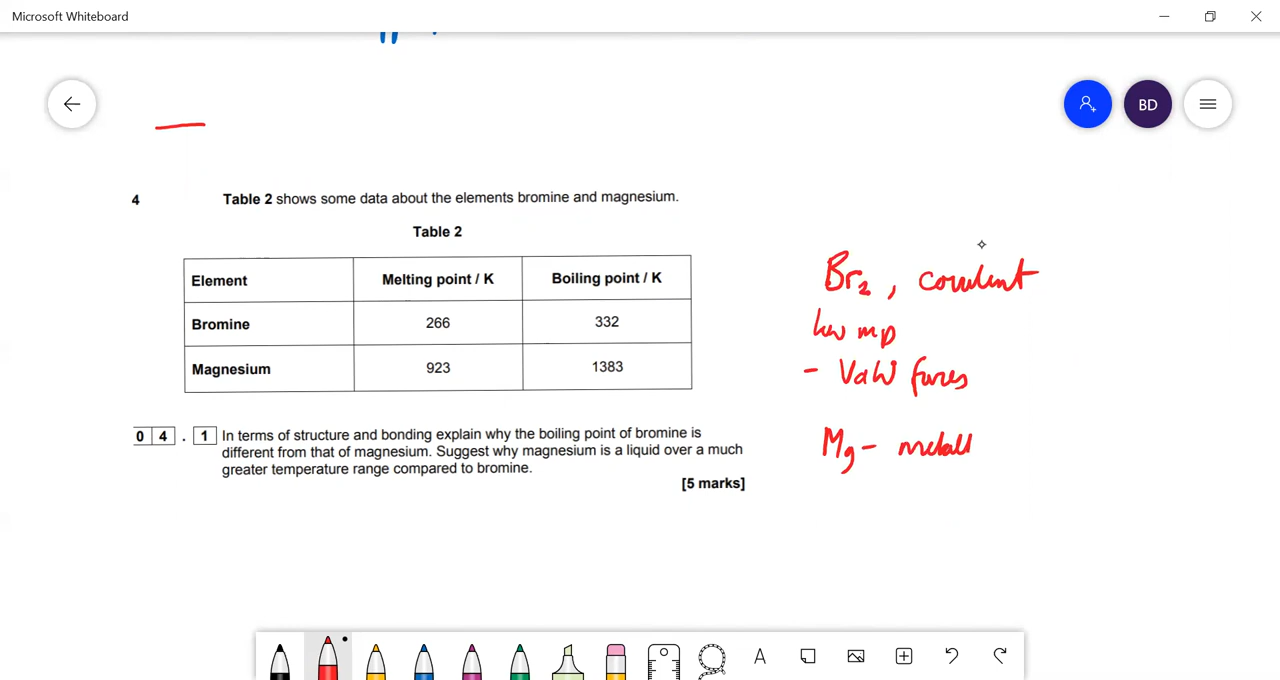 Microsoft Whiteboard
BD
4 Table 2 shows some data about the elements bromine and magnesium.
Table 2
Element Melting point / K Boiling point / K
Bromine 266 332
Magnesium 923 1383
04.1 In terms of structure and bonding explain why the boiling point of bromine is
different from that of magnesium. Suggest why magnesium is a liquid over a much
greater temperature range compared to bromine.
[5 marks]
Br₂, covalent
low mp
- VdW forces
Mg - metall
A